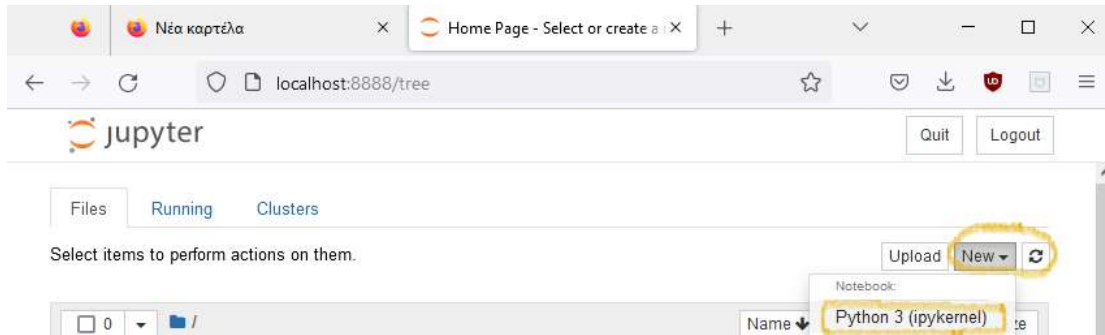 Νέα καρτέλα
Home Page - Select or create a
localhost:8888/tree
jupyter
Quit
Logout
Files
Running
Clusters
Select items to perform actions on them.
Upload
New
Notebook:
0
/
Name
Python 3 (ipykernel)
ze